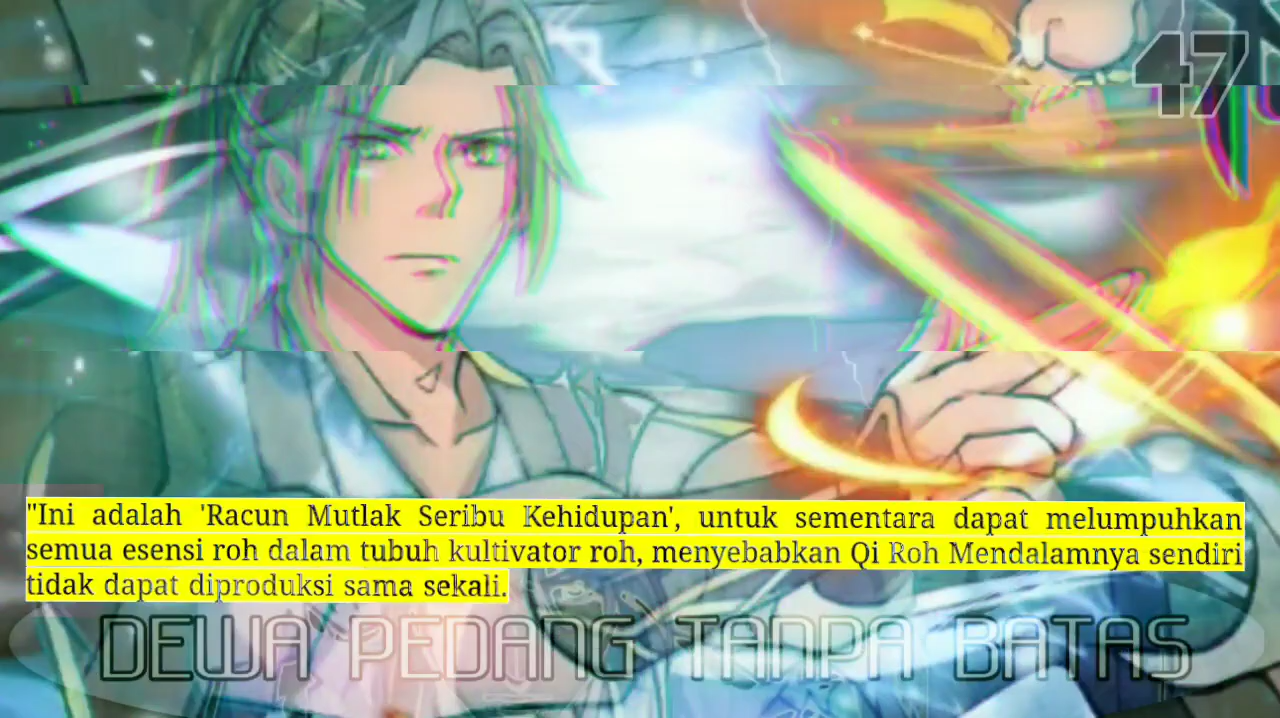 47
"Ini adalah 'Racun Mutlak Seribu Kehidupan', untuk sementara dapat melumpuhkan
semua esensi roh dalam tubuh kultivator roh, menyebabkan Qi Roh Mendalamnya sendiri
tidak dapat diproduksi sama sekali.
DEWA PEDANG TANPA BATAS